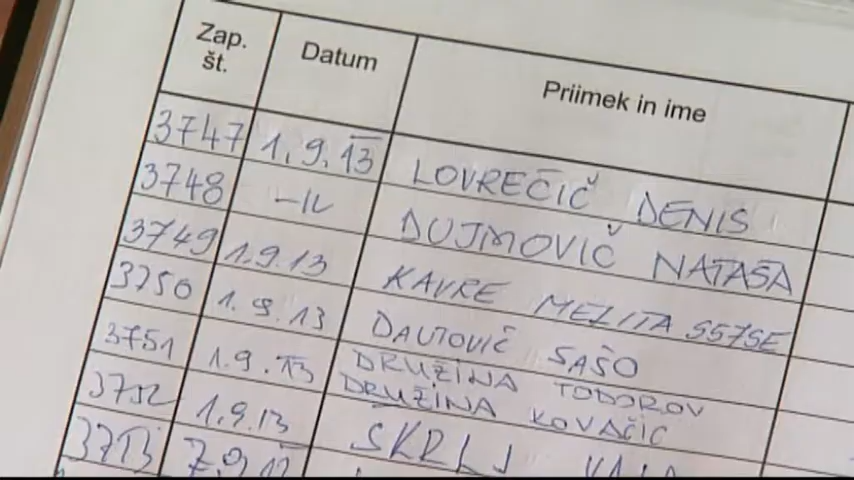 Zap. št. Datum Priimek in ime
3747 1.9.13 LOVREČIČ DENIS
3748 -II- DUJMOVIČ NATAŠA
3749 1.9.13 KAVRE MELITA S57SE
3750 1.9.13 DAUTOVIČ SAŠO
3751 1.9.13 DRUŽINA TODOROV
3752 1.9.13 DRUŽINA KOVAČIČ
3753